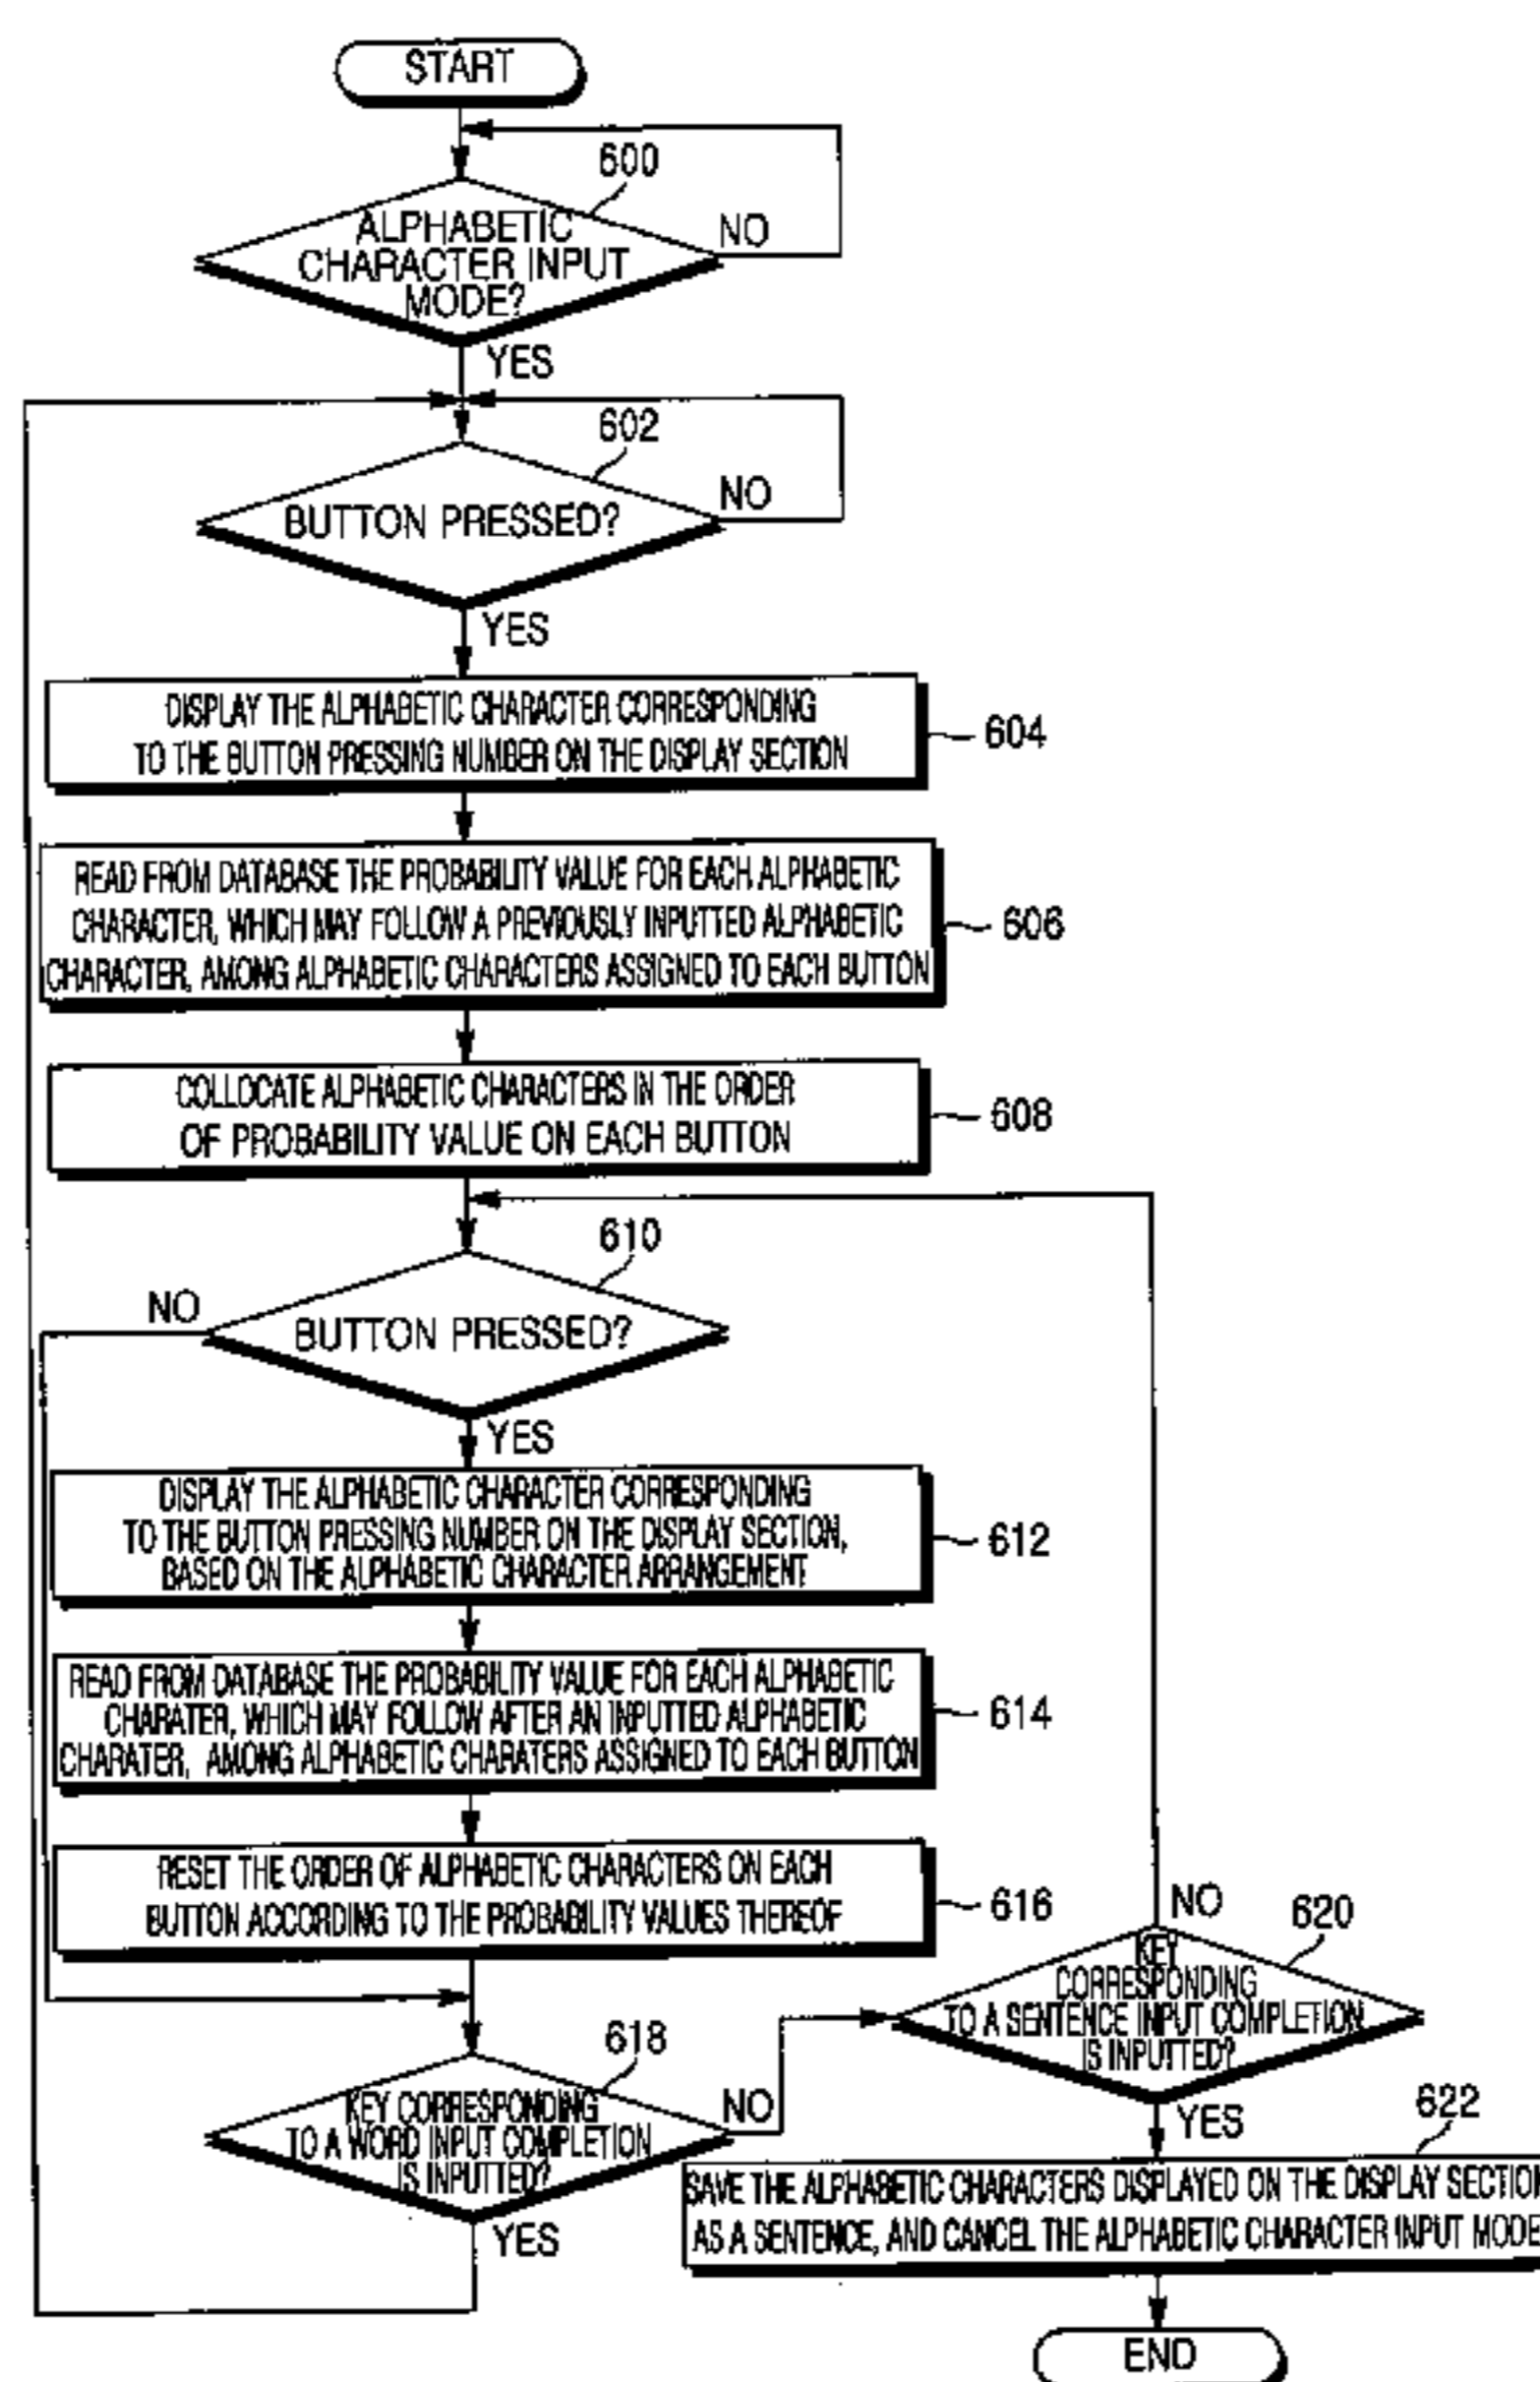 START
600
ALPHABETIC
CHARACTER INPUT
MODE?
NO
YES
602
BUTTON PRESSED?
NO
YES
DISPLAY THE ALPHABETIC CHARACTER CORRESPONDING
TO THE BUTTON PRESSING NUMBER ON THE DISPLAY SECTION
604
READ FROM DATABASE THE PROBABILITY VALUE FOR EACH ALPHABETIC
CHARACTER, WHICH MAY FOLLOW A PREVIOUSLY INPUTTED ALPHABETIC
CHARACTER, AMONG ALPHABETIC CHARACTERS ASSIGNED TO EACH BUTTON
606
COLLOCATE ALPHABETIC CHARACTERS IN THE ORDER
OF PROBABILITY VALUE ON EACH BUTTON
608
610
NO
BUTTON PRESSED?
YES
DISPLAY THE ALPHABETIC CHARACTER CORRESPONDING
TO THE BUTTON PRESSING NUMBER ON THE DISPLAY SECTION,
BASED ON THE ALPHABETIC CHARACTER ARRANGEMENT
612
READ FROM DATABASE THE PROBABILITY VALUE FOR EACH ALPHABETIC
CHARATER, WHICH MAY FOLLOW AFTER AN INPUTTED ALPHABETIC
CHARATER, AMONG ALPHABETIC CHARATERS ASSIGNED TO EACH BUTTON
614
RESET THE ORDER OF ALPHABETIC CHARACTERS ON EACH
BUTTON ACCORDING TO THE PROBABILITY VALUES THEREOF
616
618
KEY CORRESPONDING
TO A WORD INPUT COMPLETION
IS INPUTTED?
NO
YES
NO
620
KEY
CORRESPONDING
TO A SENTENCE INPUT COMPLETION
IS INPUTTED?
YES
622
SAVE THE ALPHABETIC CHARACTERS DISPLAYED ON THE DISPLAY SECTION
AS A SENTENCE, AND CANCEL THE ALPHABETIC CHARACTER INPUT MODE
END